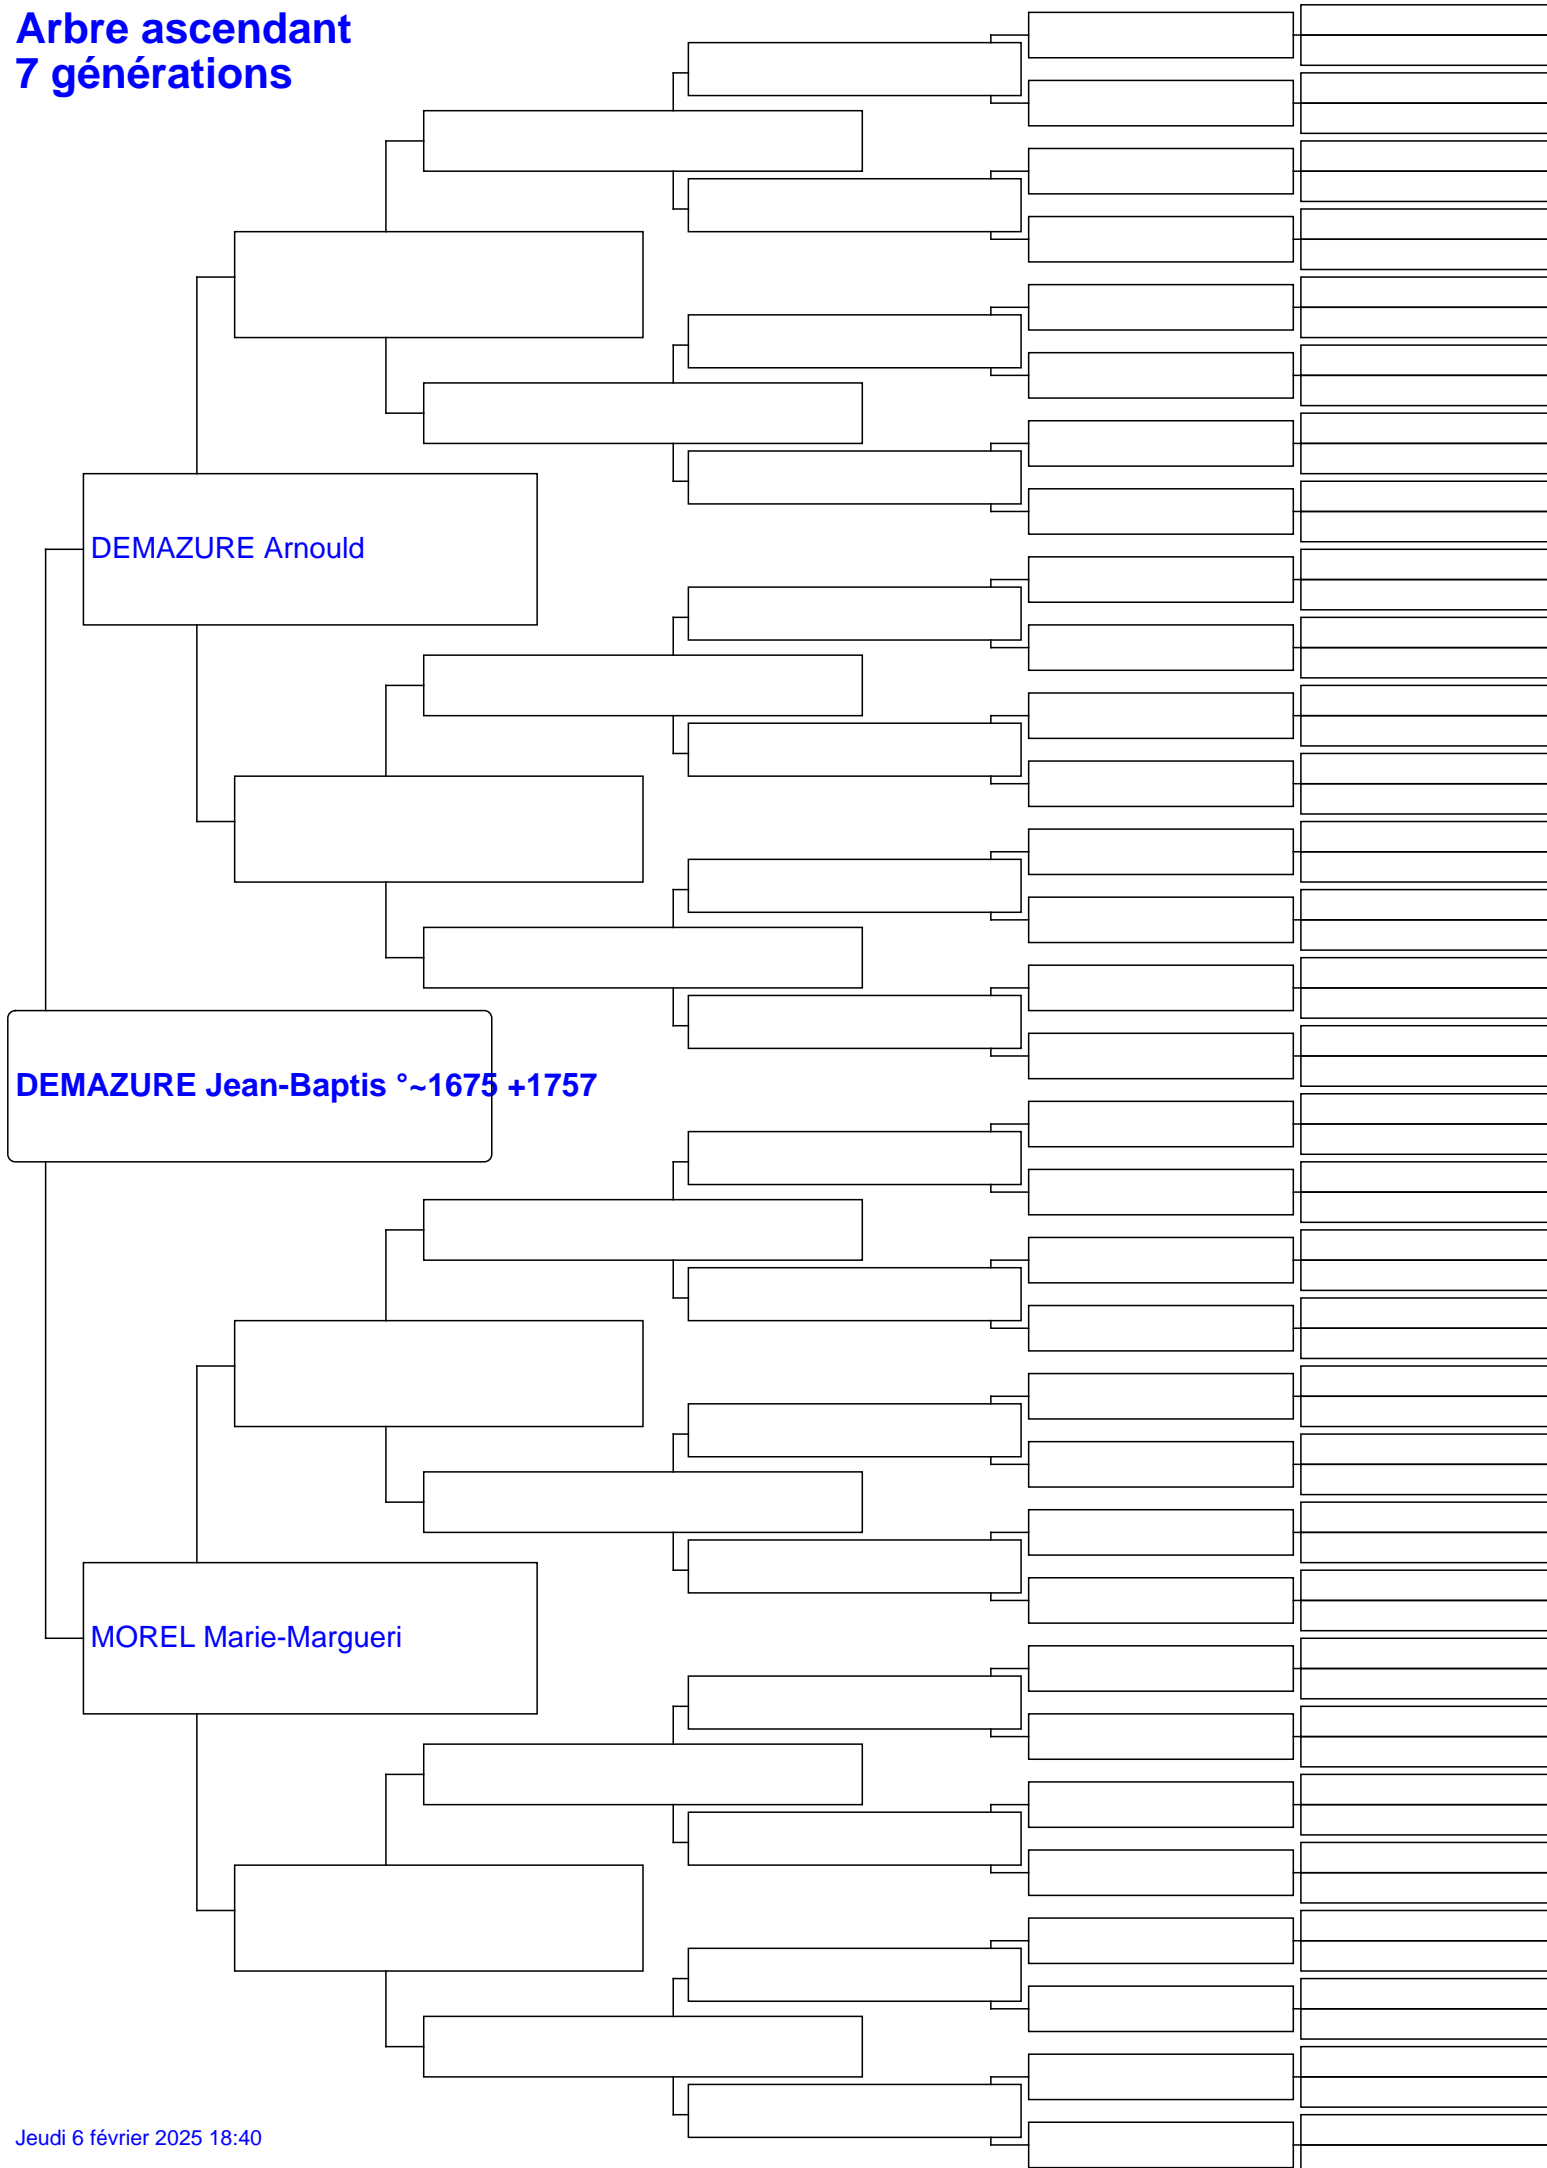 Arbre ascendant
7 générations
DEMAZURE Arnould
DEMAZURE Jean-Baptis °~1675 +1757
MOREL Marie-Margueri
Jeudi 6 février 2025 18:40